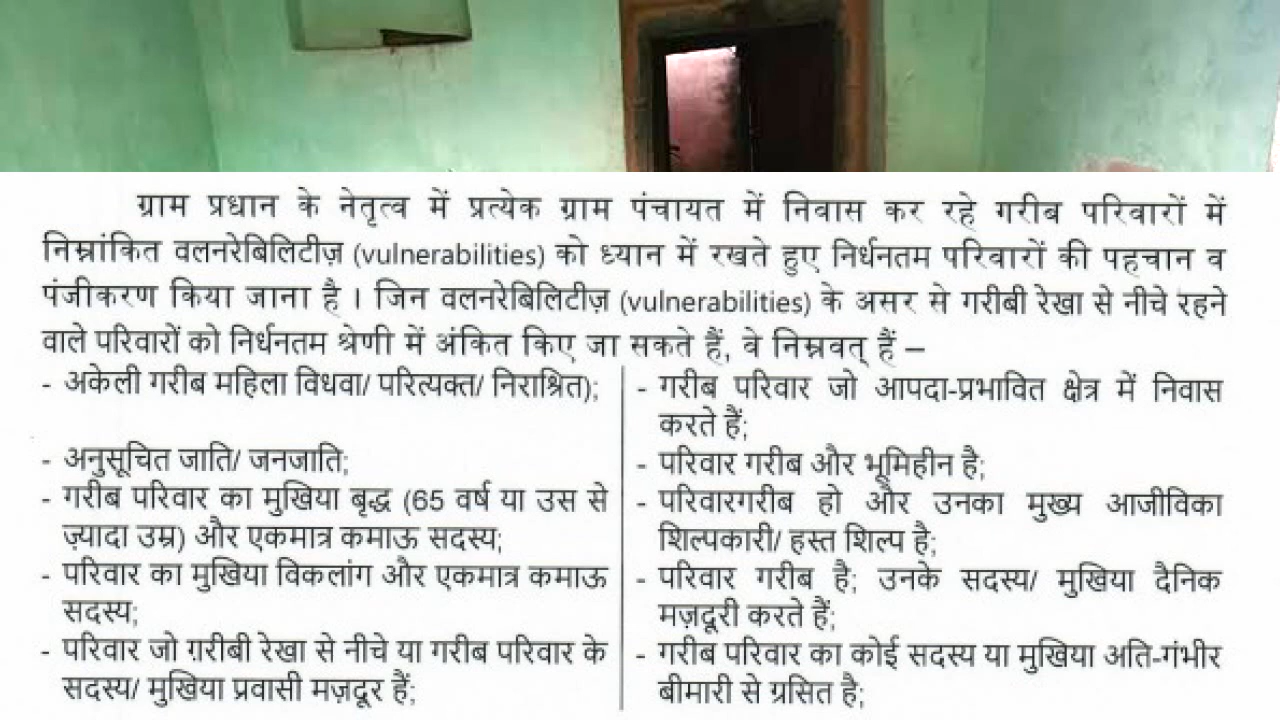 ग्राम प्रधान के नेतृत्व में प्रत्येक ग्राम पंचायत में निवास कर रहे गरीब परिवारों में
निम्नांकित वलनरेबिलिटीज़ (vulnerabilities) को ध्यान में रखते हुए निर्धनतम परिवारों की पहचान व
पंजीकरण किया जाना है । जिन वलनरेबिलिटीज़ (vulnerabilities) के असर से गरीबी रेखा से नीचे रहने
वाले परिवारों को निर्धनतम श्रेणी में अंकित किए जा सकते हैं, वे निम्नवत् हैं –
- अकेली गरीब महिला विधवा/ परित्यक्त/ निराश्रित);
- अनुसूचित जाति/ जनजाति;
- गरीब परिवार का मुखिया बृद्ध (65 वर्ष या उस से
ज़्यादा उम्र) और एकमात्र कमाऊ सदस्य;
- परिवार का मुखिया विकलांग और एकमात्र कमाऊ
सदस्य;
- परिवार जो ग़रीबी रेखा से नीचे या गरीब परिवार के
सदस्य/ मुखिया प्रवासी मज़दूर हैं;
- गरीब परिवार जो आपदा-प्रभावित क्षेत्र में निवास
करते हैं;
- परिवार गरीब और भूमिहीन है;
- परिवारगरीब हो और उनका मुख्य आजीविका
शिल्पकारी/ हस्त शिल्प है;
- परिवार गरीब है; उनके सदस्य/ मुखिया दैनिक
मज़दूरी करते हैं;
- गरीब परिवार का कोई सदस्य या मुखिया अति-गंभीर
बीमारी से ग्रसित है;